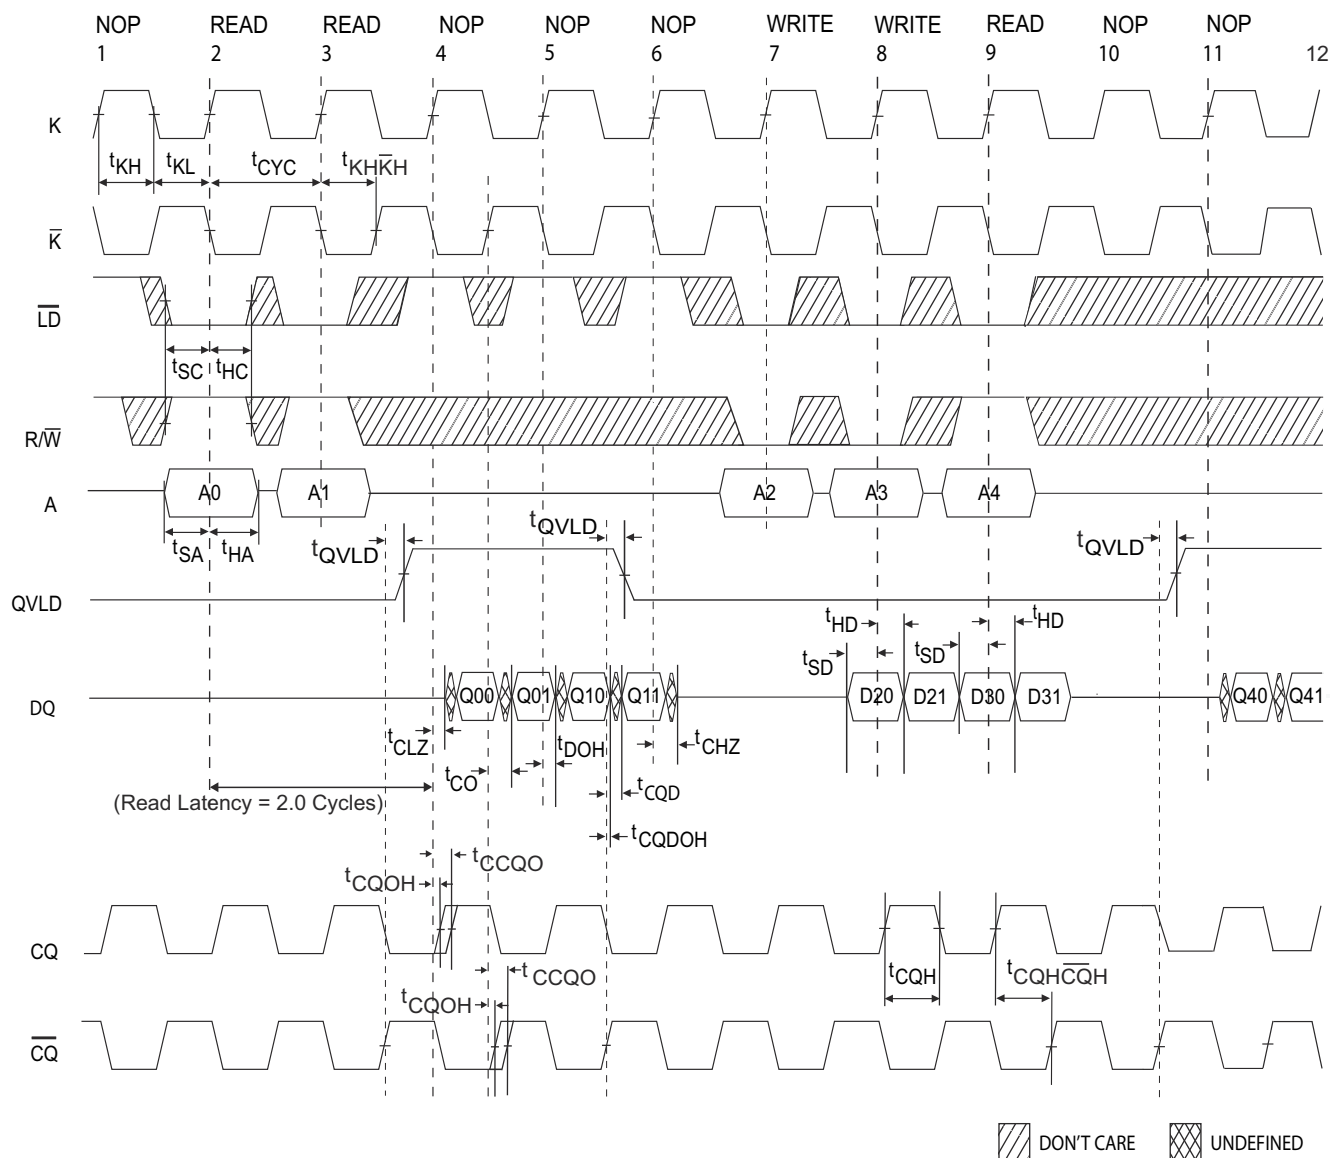 NOP READ READ NOP NOP NOP WRITE WRITE READ NOP NOP
1 2 3 4 5 6 7 8 9 10 11 12
K
tKH tKL tCYC tKHK̅H
K̅
L̅D̅
tSC tHC
R/W̅
A A0 A1 A2 A3 A4
tSA tHA tQVLD tQVLD tQVLD
QVLD
tHD tHD
tSD tSD
DQ Q00 Q01 Q10 Q11 D20 D21 D30 D31 Q40 Q41
tCLZ tDOH tCHZ
tCO tCQD
(Read Latency = 2.0 Cycles)
tCQDOH
tCCQO
tCQOH
CQ
tCQH tCQHC̅Q̅H
tCCQO
tCQOH
C̅Q̅
DON'T CARE UNDEFINED